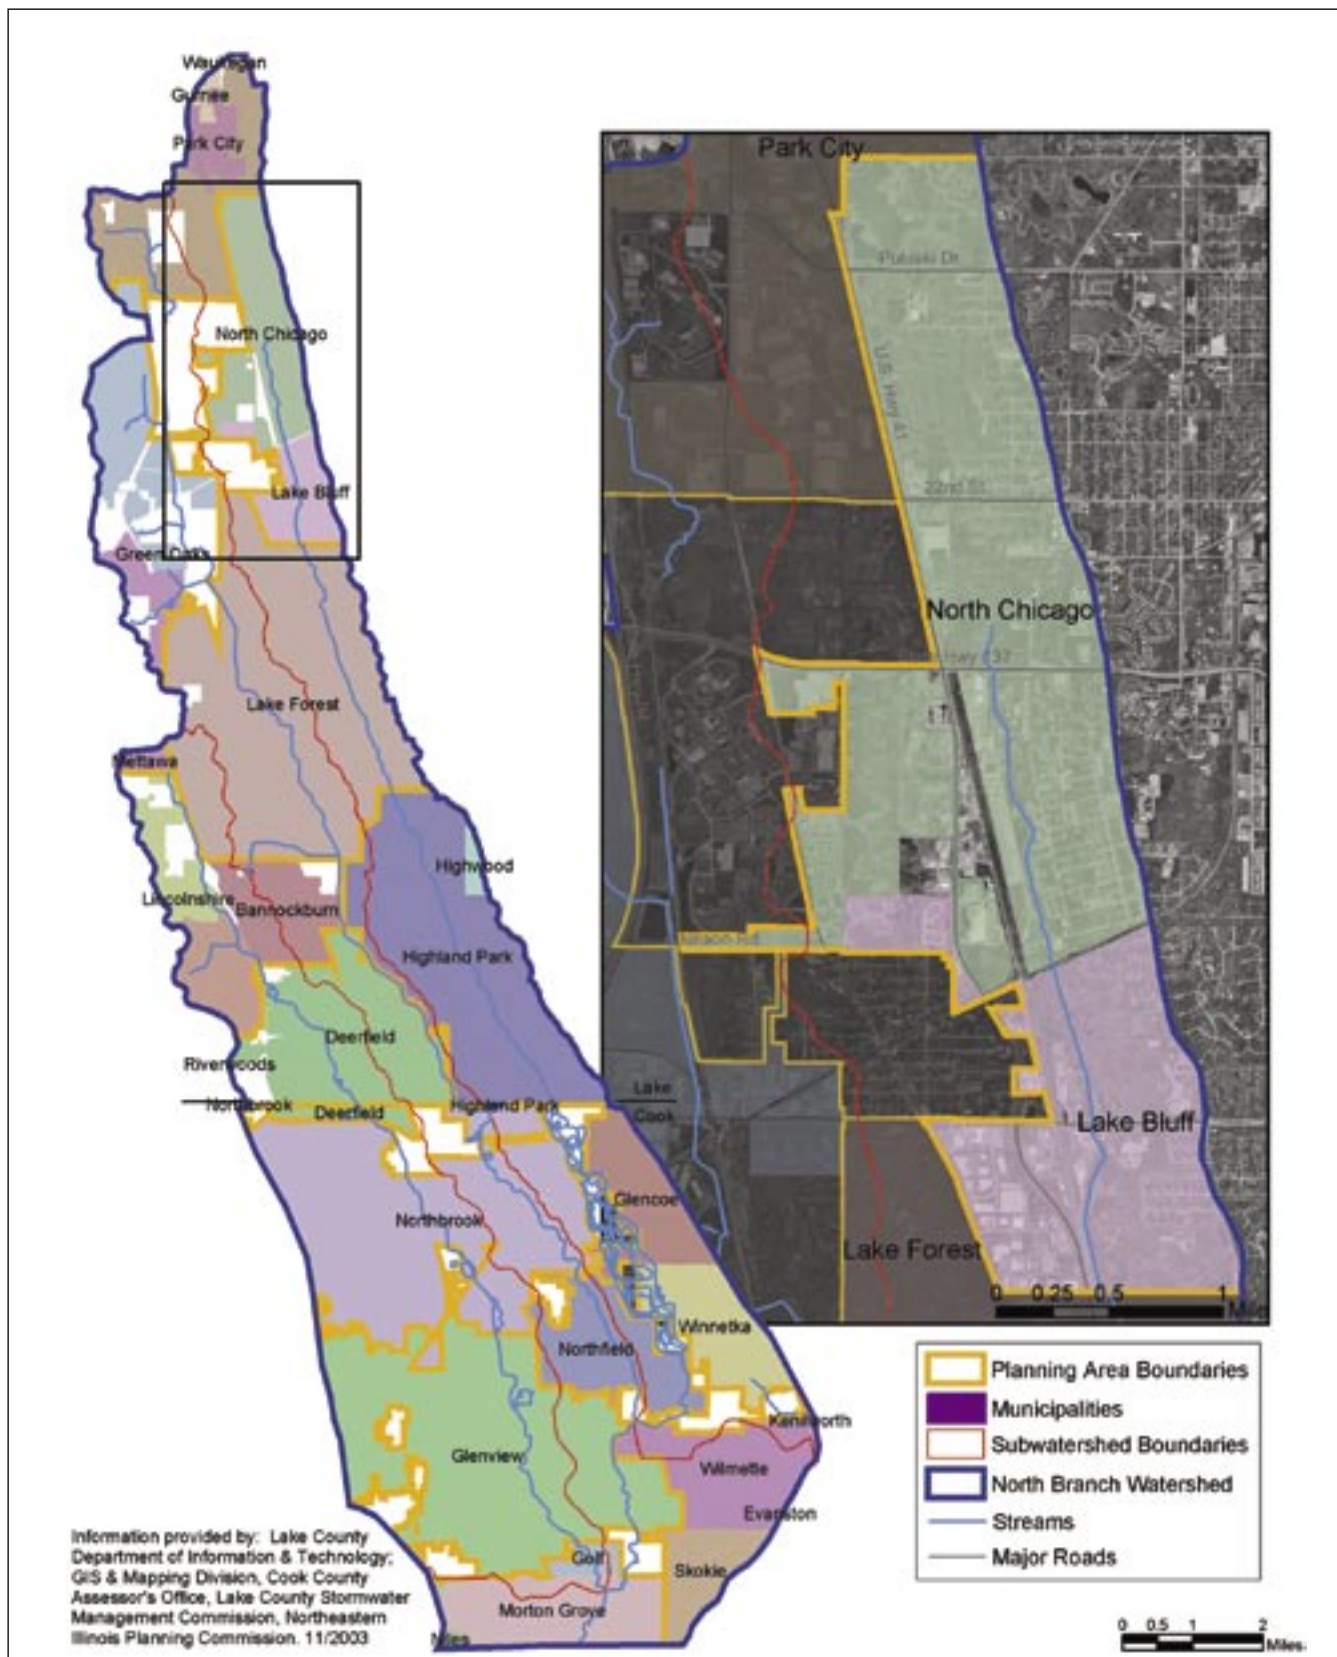 Waukegan
Gurnee
Park City
North Chicago
Lake Bluff
Green Oaks
Lake Forest
Mettawa
Highwood
Lincolnshire
Bannockburn
Highland Park
Deerfield
Riverwoods
Northbrook
Deerfield
Highland Park
Lake
Cook
Glencoe
Northbrook
Winnetka
Northfield
Kenilworth
Glenview
Wilmette
Evanston
Golf
Skokie
Morton Grove
Niles
Park City
U.S. Hwy 41
22nd St.
North Chicago
Lake Bluff
Lake Forest
0 0.25 0.5 1
Planning Area Boundaries
Municipalities
Subwatershed Boundaries
North Branch Watershed
Streams
Major Roads
Information provided by: Lake County
Department of Information & Technology;
GIS & Mapping Division, Cook County
Assessor's Office, Lake County Stormwater
Management Commission, Northeastern
Illinois Planning Commission. 11/2003
0 0.5 1 2
Miles